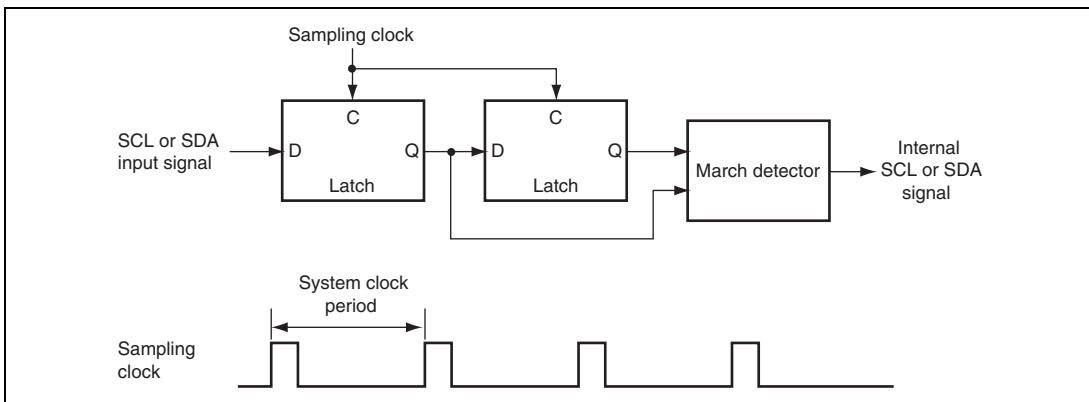 Sampling clock
C
C
SCL or SDA
input signal
D
Q
D
Q
Latch
Latch
March detector
Internal
SCL or SDA
signal
System clock
period
Sampling
clock